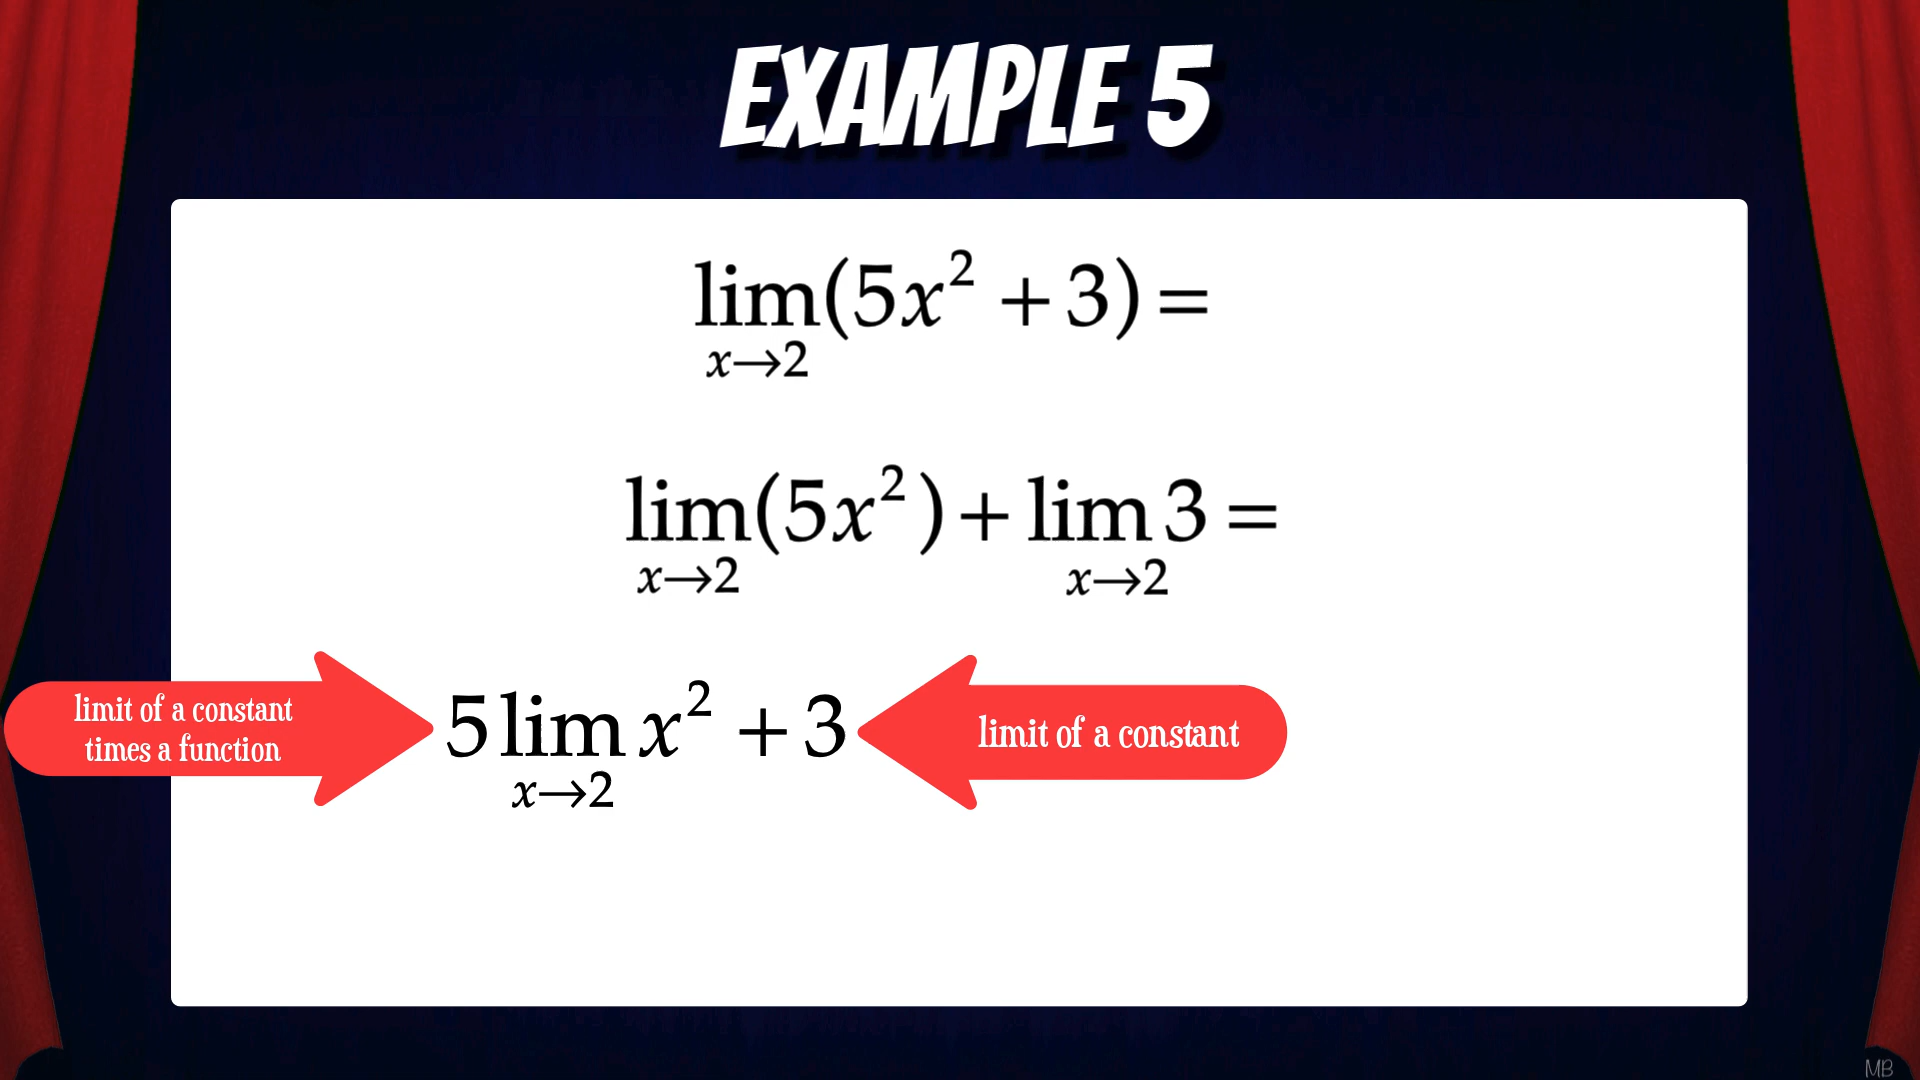 EXAMPLE 5
lim(5x² + 3) =
x→2
lim(5x²) + lim 3 =
x→2 x→2
limit of a constant
times a function
5 lim x² + 3
x→2
limit of a constant
MB